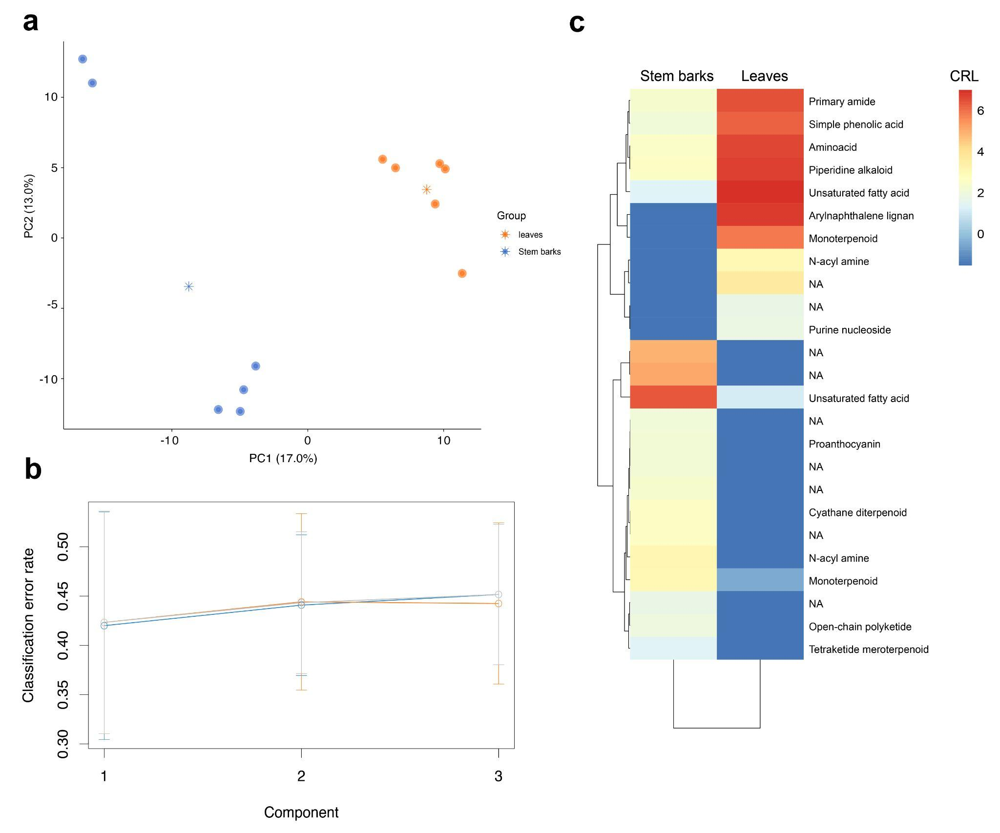 a
10
5
0
-5
-10
PC2 (13.0%)
-10
0
10
PC1 (17.0%)
Group
leaves
Stem barks
b
0.50
0.45
0.40
0.35
0.30
Classification error rate
1
2
3
Component
c
Stem barks
Leaves
CRL
6
4
2
0
Primary amide
Simple phenolic acid
Aminoacid
Piperidine alkaloid
Unsaturated fatty acid
Arylnaphthalene lignan
Monoterpenoid
N-acyl amine
NA
NA
Purine nucleoside
NA
NA
Unsaturated fatty acid
NA
Proanthocyanin
NA
NA
Cyathane diterpenoid
NA
N-acyl amine
Monoterpenoid
NA
Open-chain polyketide
Tetraketide meroterpenoid